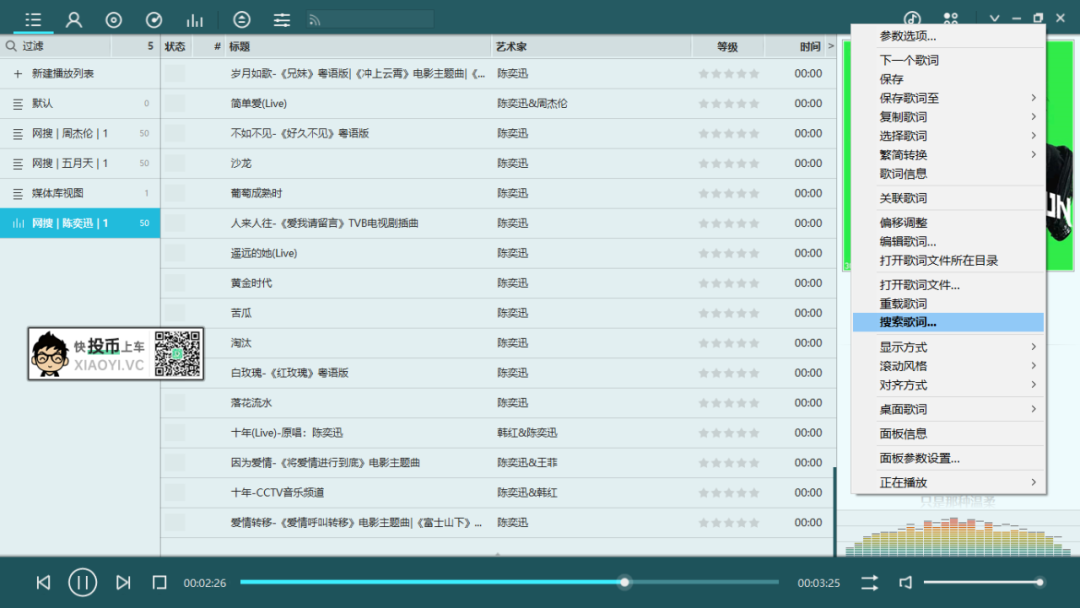 过滤 5 状态 # 标题 艺术家 等级 时间 >
新建播放列表
默认 0
网搜 | 周杰伦 | 1 50
网搜 | 五月天 | 1 50
媒体库视图 1
网搜 | 陈奕迅 | 1 50
快投币上车
XIAOYI.VC
岁月如歌-《兄妹》粤语版|《冲上云霄》电影主题曲|《... 陈奕迅 00:00
简单爱(Live) 陈奕迅&周杰伦 00:00
不如不见-《好久不见》粤语版 陈奕迅 00:00
沙龙 陈奕迅 00:00
葡萄成熟时 陈奕迅 00:00
人来人往-《爱我请留言》TVB电视剧插曲 陈奕迅 00:00
遥远的她(Live) 陈奕迅 00:00
黄金时代 陈奕迅 00:00
苦瓜 陈奕迅 00:00
淘汰 陈奕迅 00:00
白玫瑰-《红玫瑰》粤语版 陈奕迅 00:00
落花流水 陈奕迅 00:00
十年(Live)-原唱：陈奕迅 韩红&陈奕迅 00:00
因为爱情-《将爱情进行到底》电影主题曲 陈奕迅&王菲 00:00
十年-CCTV音乐频道 陈奕迅&韩红 00:00
爱情转移-《爱情呼叫转移》电影主题曲|《富士山下》... 陈奕迅 00:00
参数选项...
下一个歌词
保存
保存歌词至
复制歌词
选择歌词
繁简转换
歌词信息
关联歌词
偏移调整
编辑歌词...
打开歌词文件所在目录
打开歌词文件...
重载歌词
搜索歌词...
显示方式
滚动风格
对齐方式
桌面歌词
面板信息
面板参数设置...
正在播放
只是那种温柔
00:02:26 00:03:25